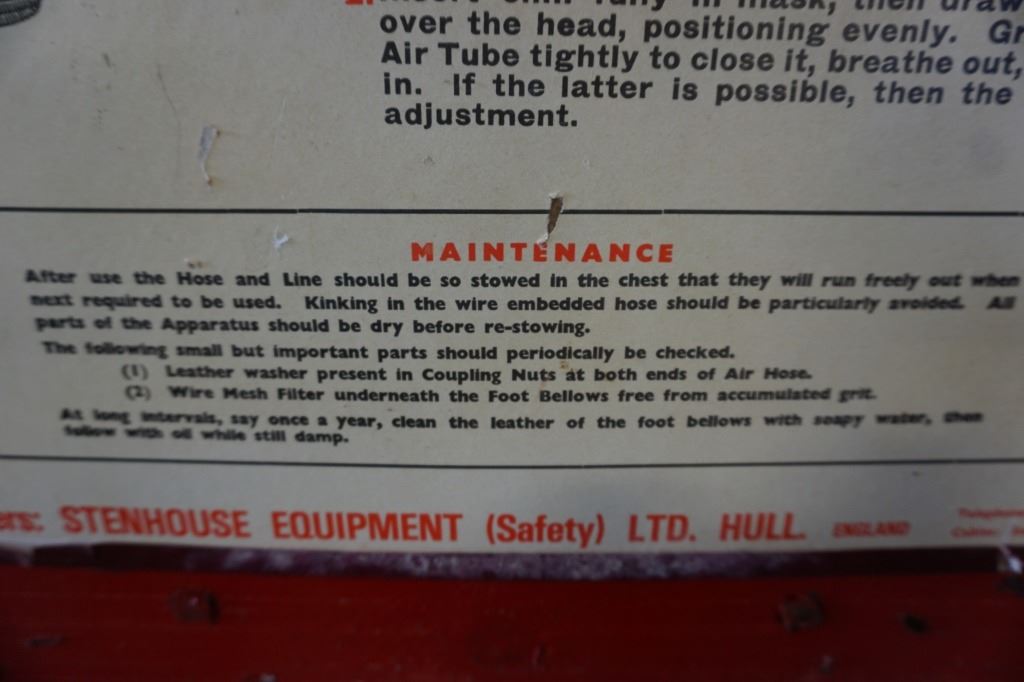 over the head, positioning evenly.
Air Tube tightly to close it, breathe out,
in. If the latter is possible, then the
adjustment.
MAINTENANCE
After use the Hose and Line should be so stowed in the chest that they will run freely out when
next required to be used. Kinking in the wire embedded hose should be particularly avoided. All
parts of the Apparatus should be dry before re-stowing.
The following small but important parts should periodically be checked.
(1) Leather washer present in Coupling Nuts at both ends of Air Hose.
(2) Wire Mesh Filter underneath the Foot Bellows free from accumulated grit.
At long intervals, say once a year, clean the leather of the foot bellows with soapy water, then
follow with oil while still damp.
STENHOUSE EQUIPMENT (Safety) LTD. HULL. ENGLAND